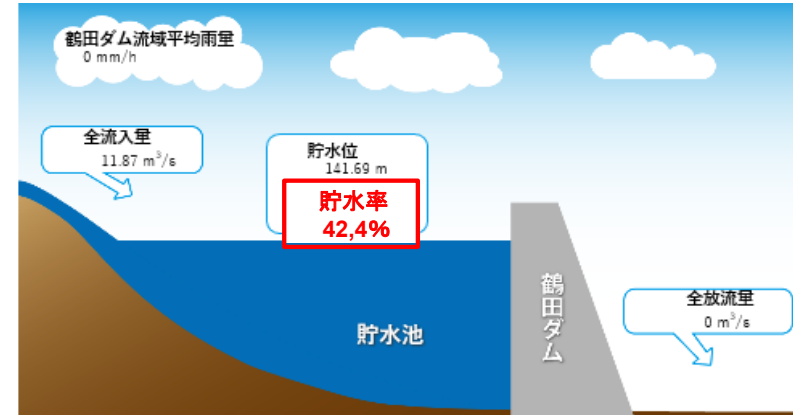 鶴田ダム流域平均雨量
0 mm/h
全流入量
11.87 m³/s
貯水位
141.69 m
貯水率
42,4%
鶴田ダム
貯水池
全放流量
0 m³/s